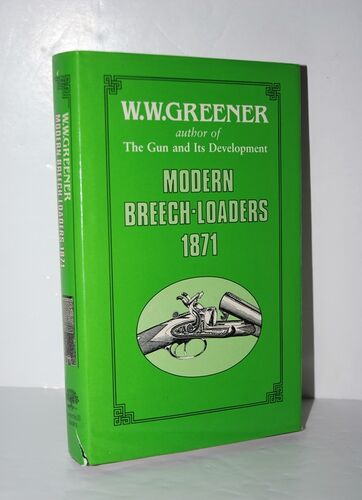 W.W.GREENER
author of
The Gun and Its Development
MODERN
BREECH-LOADERS
1871
W.W.GREENER
MODERN BREECH-LOADERS 1871